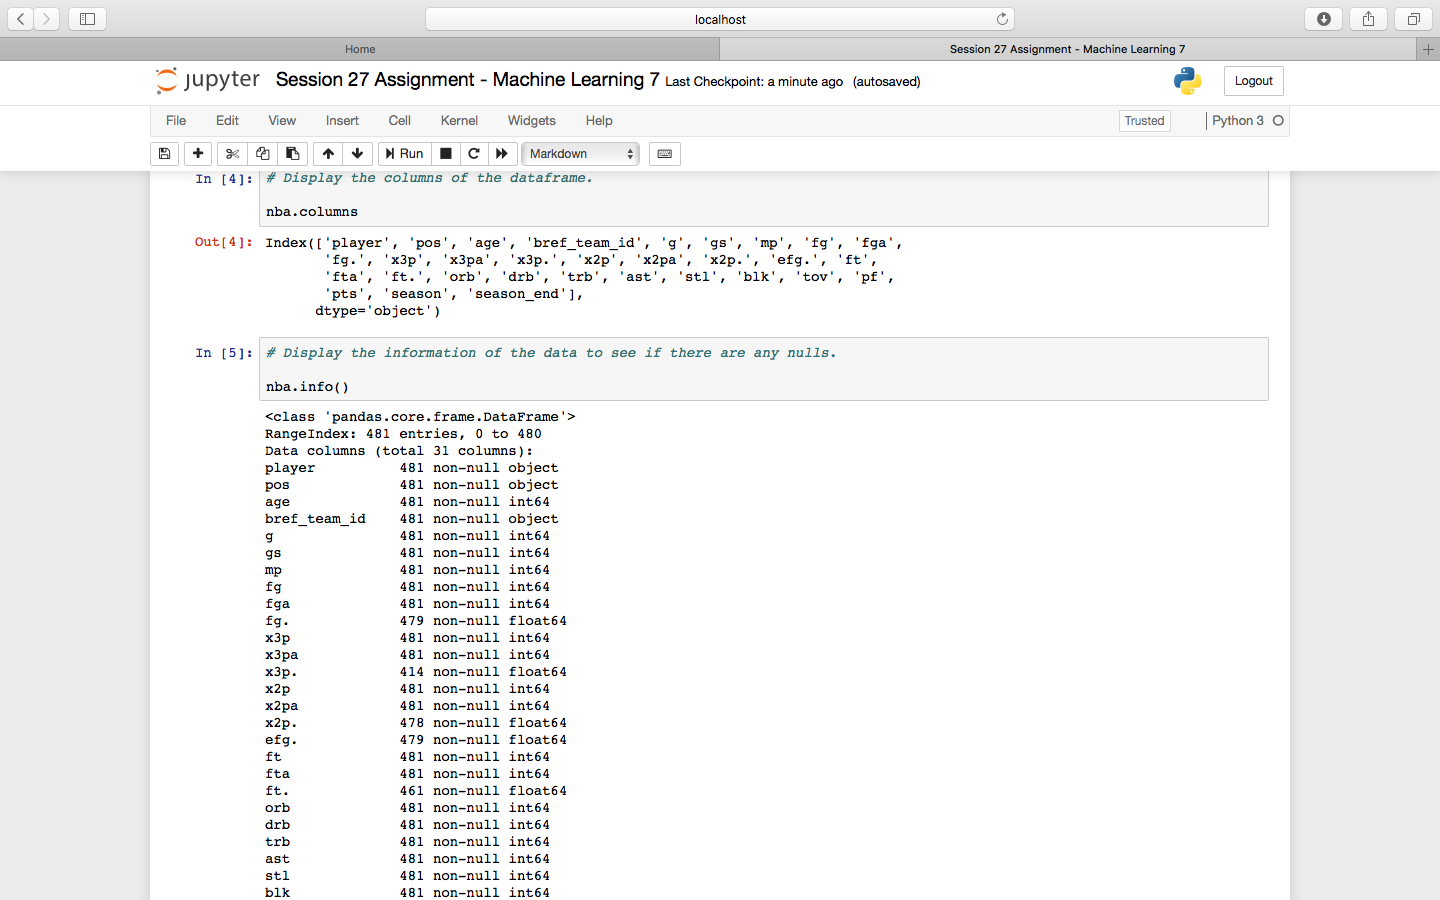 localhost
Home
Session 27 Assignment - Machine Learning 7
jupyter Session 27 Assignment - Machine Learning 7 Last Checkpoint: a minute ago (autosaved)
Logout
File Edit View Insert Cell Kernel Widgets Help
Trusted
Python 3
Run
Markdown
In [4]: # Display the columns of the dataframe.
nba.columns
Out[4]: Index(['player', 'pos', 'age', 'bref_team_id', 'g', 'gs', 'mp', 'fg', 'fga',
'fg.', 'x3p', 'x3pa', 'x3p.', 'x2p', 'x2pa', 'x2p.', 'efg.', 'ft',
'fta', 'ft.', 'orb', 'drb', 'trb', 'ast', 'stl', 'blk', 'tov', 'pf',
'pts', 'season', 'season_end'],
dtype='object')
In [5]: # Display the information of the data to see if there are any nulls.
nba.info()
<class 'pandas.core.frame.DataFrame'>
RangeIndex: 481 entries, 0 to 480
Data columns (total 31 columns):
player 481 non-null object
pos 481 non-null object
age 481 non-null int64
bref_team_id 481 non-null object
g 481 non-null int64
gs 481 non-null int64
mp 481 non-null int64
fg 481 non-null int64
fga 481 non-null int64
fg. 479 non-null float64
x3p 481 non-null int64
x3pa 481 non-null int64
x3p. 414 non-null float64
x2p 481 non-null int64
x2pa 481 non-null int64
x2p. 478 non-null float64
efg. 479 non-null float64
ft 481 non-null int64
fta 481 non-null int64
ft. 461 non-null float64
orb 481 non-null int64
drb 481 non-null int64
trb 481 non-null int64
ast 481 non-null int64
stl 481 non-null int64
blk 481 non-null int64